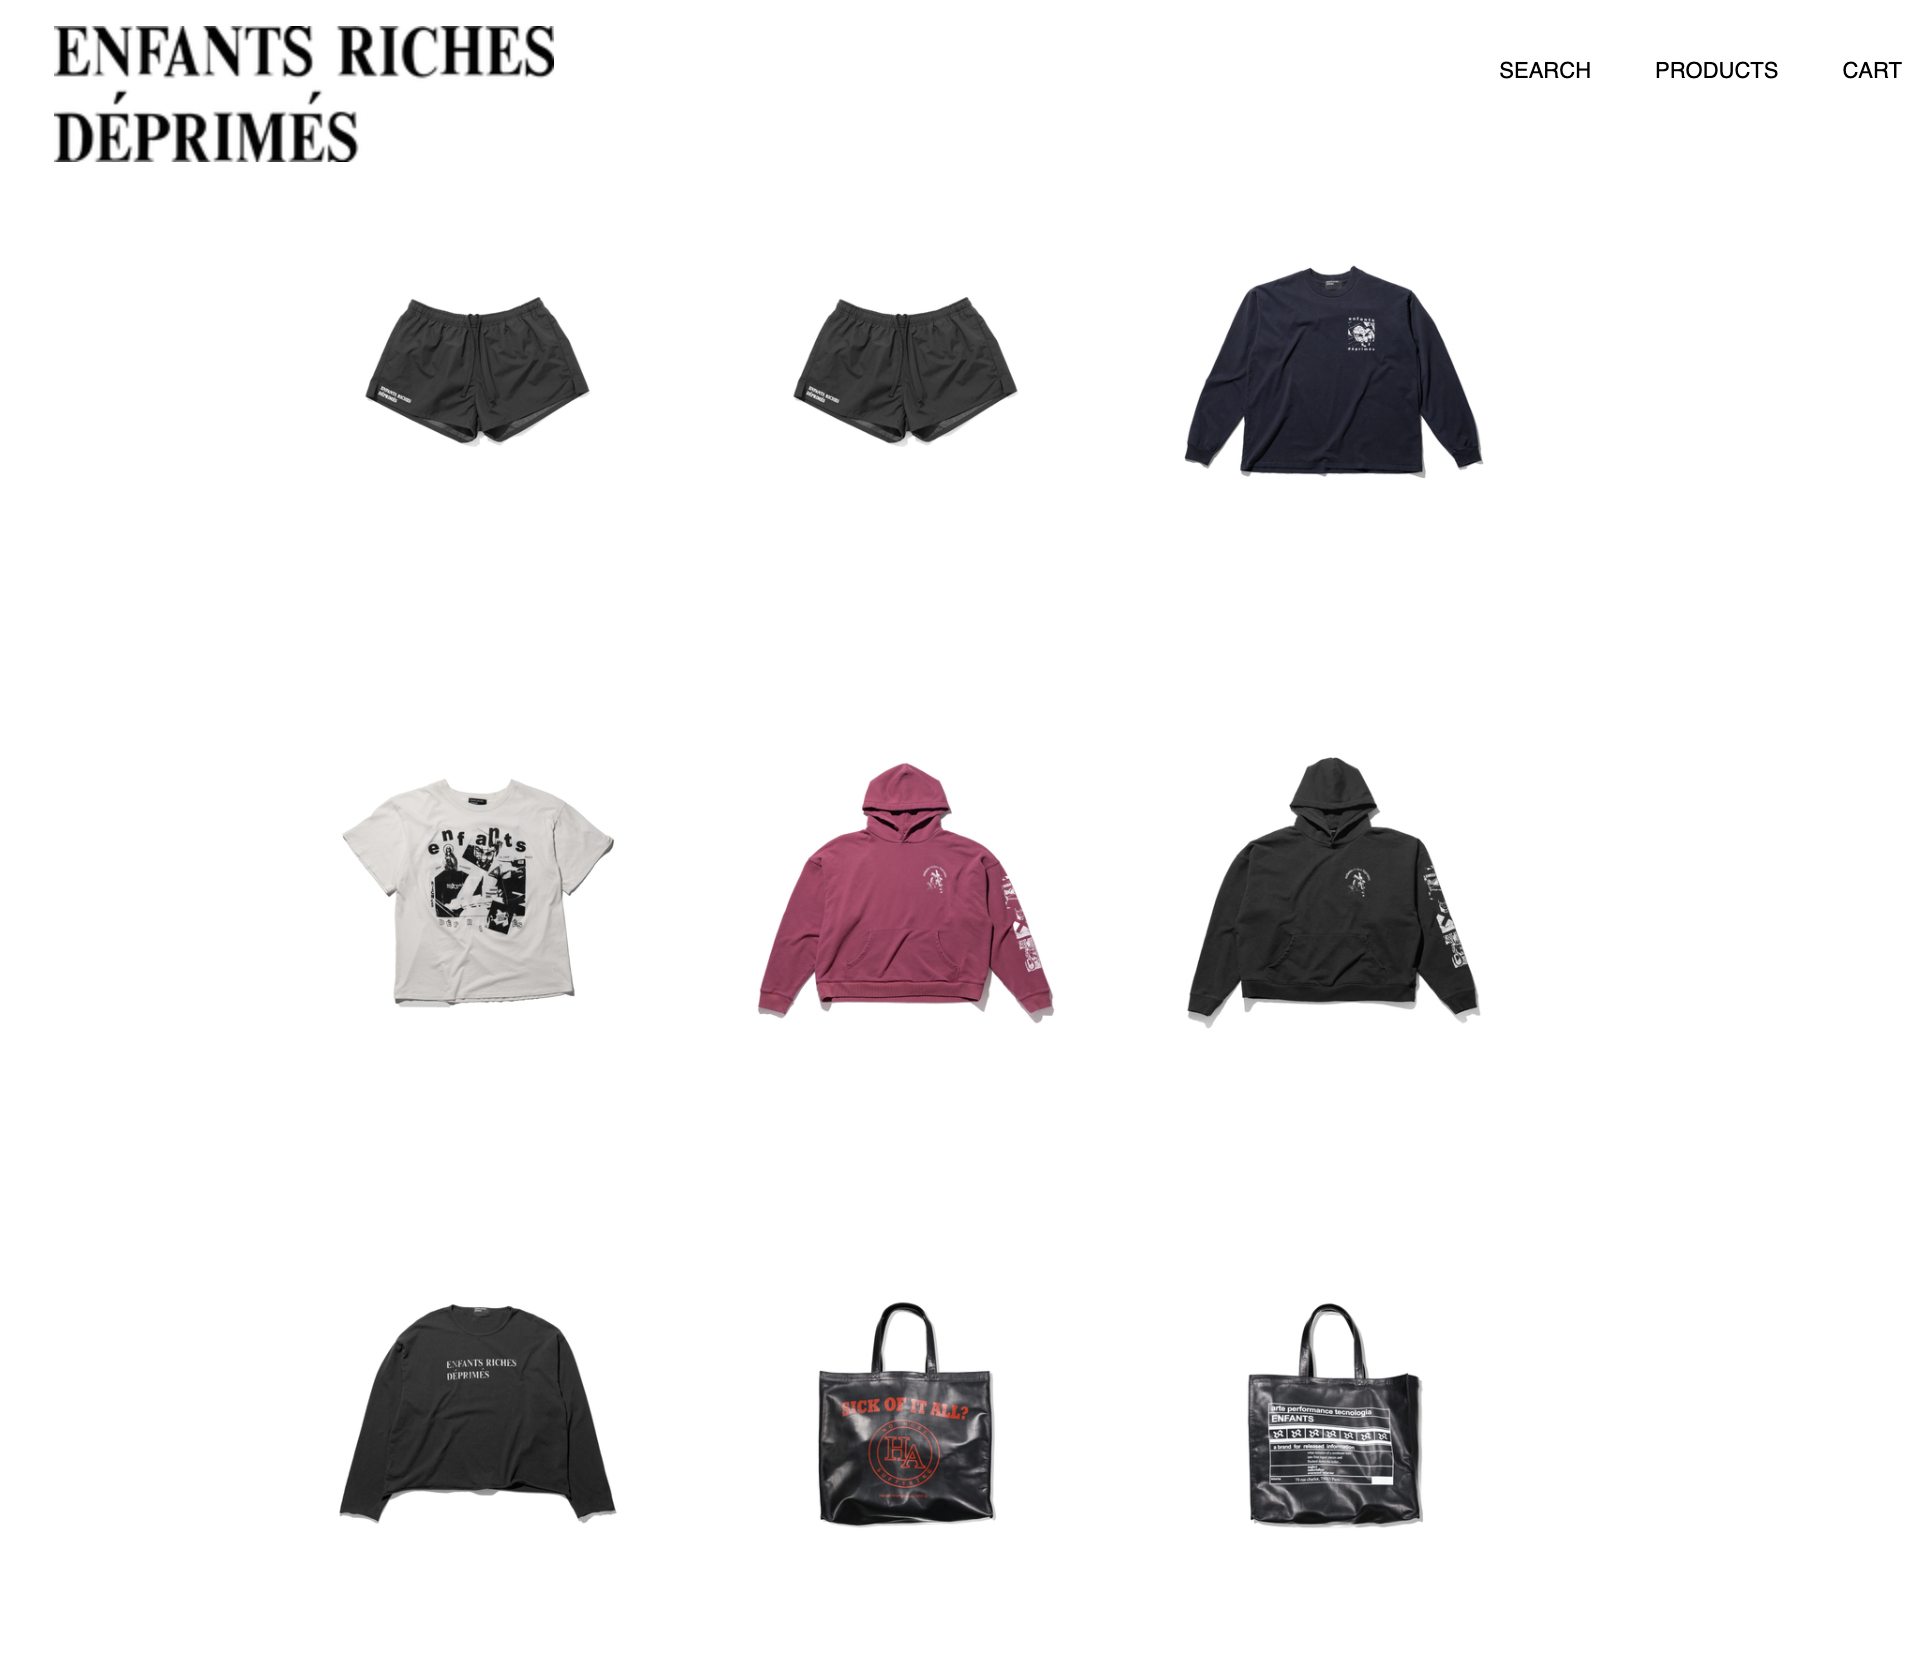 ENFANTS RICHES
DÉPRIMÉS
SEARCH
PRODUCTS
CART
ENFANTS RICHES
DÉPRIMÉS
ENFANTS RICHES
DÉPRIMÉS
enfants
déprimés
enfants
ENFANTS RICHES
DÉPRIMÉS
SICK OF IT ALL?
HA
arte performance tecnologia
ENFANTS
a brand for released information